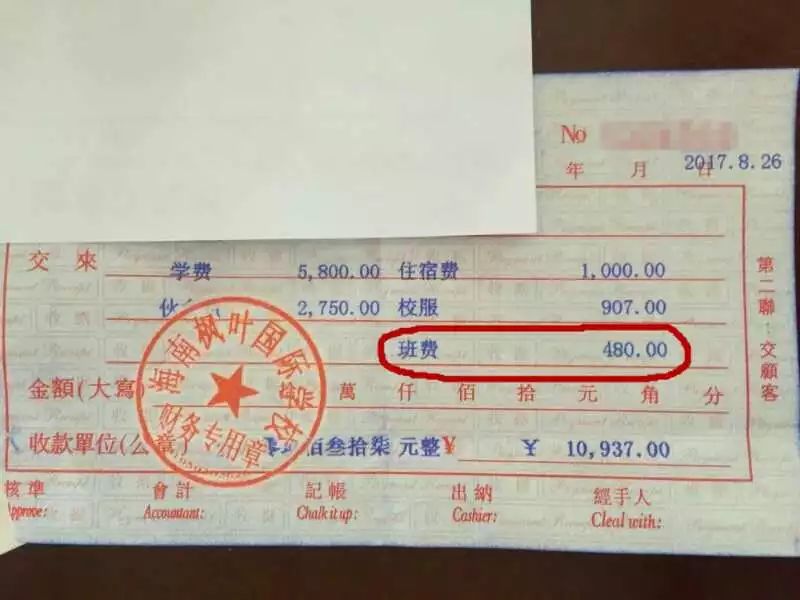 No
年 月 日 2017.8.26
交來 学费 5,800.00 住宿费 1,000.00
伙 2,750.00 校服 907.00
班费 480.00
金額(大寫) 萬 仟 佰 拾 元 角 分
收款單位(公章) 佰叁拾柒 元整 ¥ ¥ 10,937.00
核準 會計 記帳 出納 經手人
Approve: Accountant: Chalk it up: Cashier: Cleal with:
第二聯:交顧客
海南枫叶国际学校
财务专用章